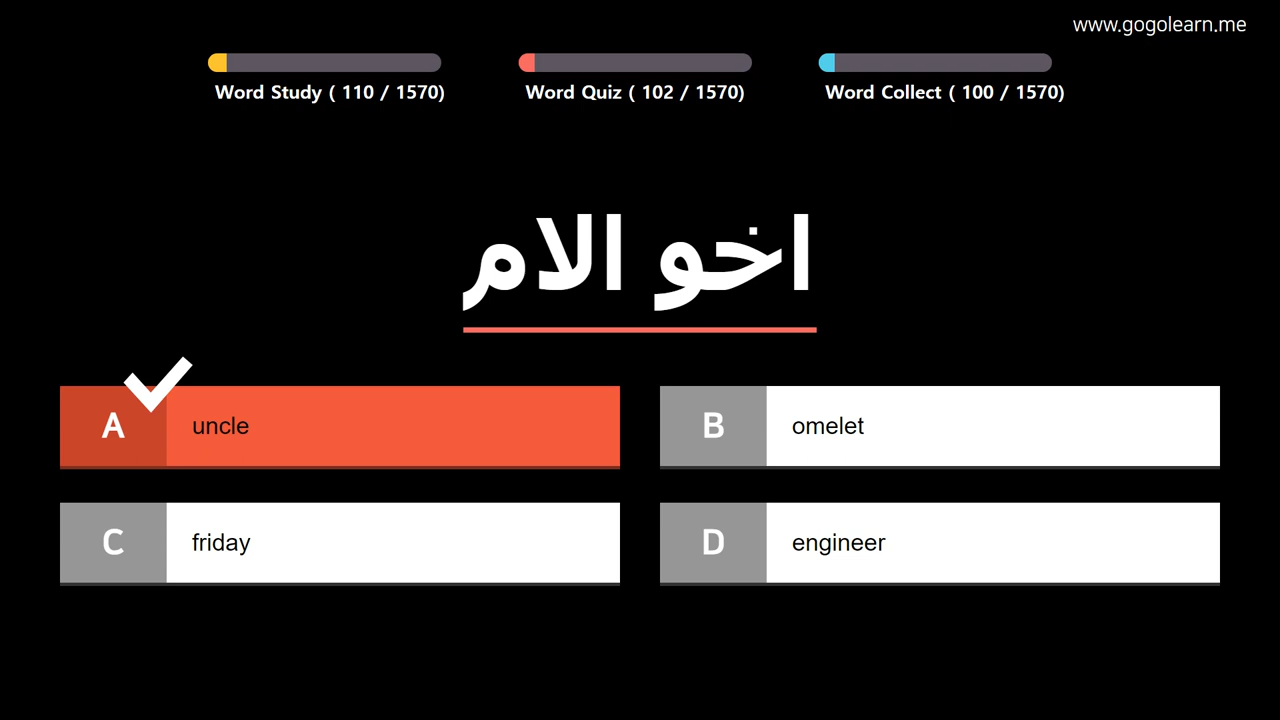 www.gogolearn.me
Word Study ( 110 / 1570)
Word Quiz ( 102 / 1570)
Word Collect ( 100 / 1570)
اخو الام
A uncle
B omelet
C friday
D engineer